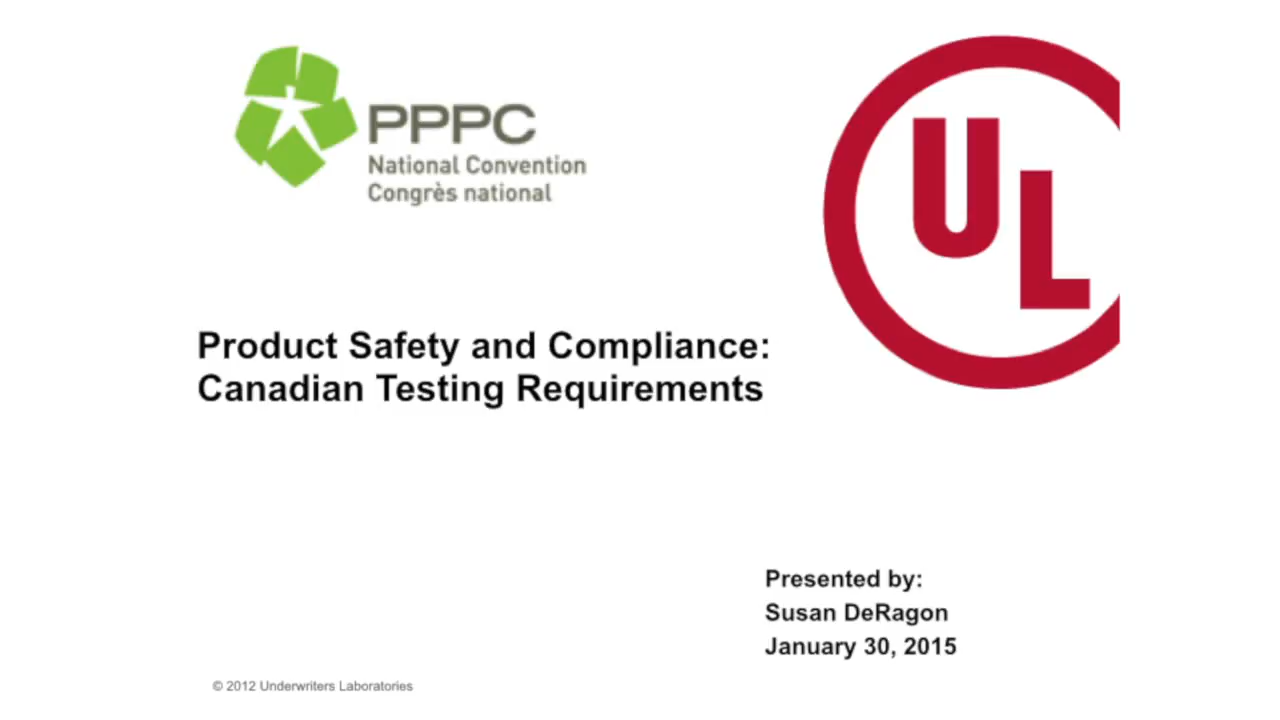 PPPC
National Convention
Congrès national
UL
Product Safety and Compliance:
Canadian Testing Requirements
Presented by:
Susan DeRagon
January 30, 2015
© 2012 Underwriters Laboratories